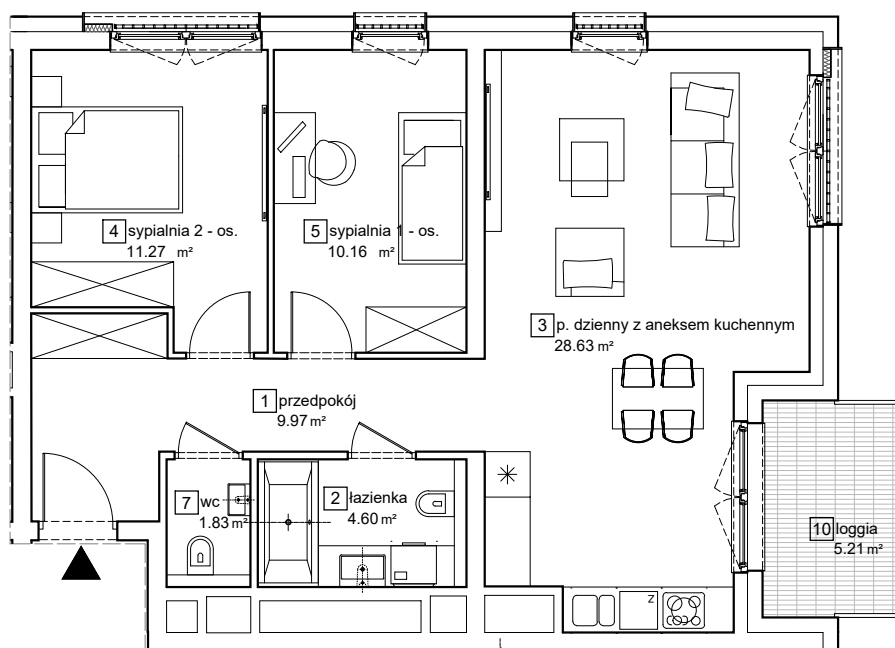 4 sypialnia 2 - os.
11.27 m²
5 sypialnia 1 - os.
10.16 m²
3 p. dzienny z aneksem kuchennym
28.63 m²
1 przedpokój
9.97 m²
7 wc
1.83 m²
2 łazienka
4.60 m²
10 loggia
5.21 m²
Z